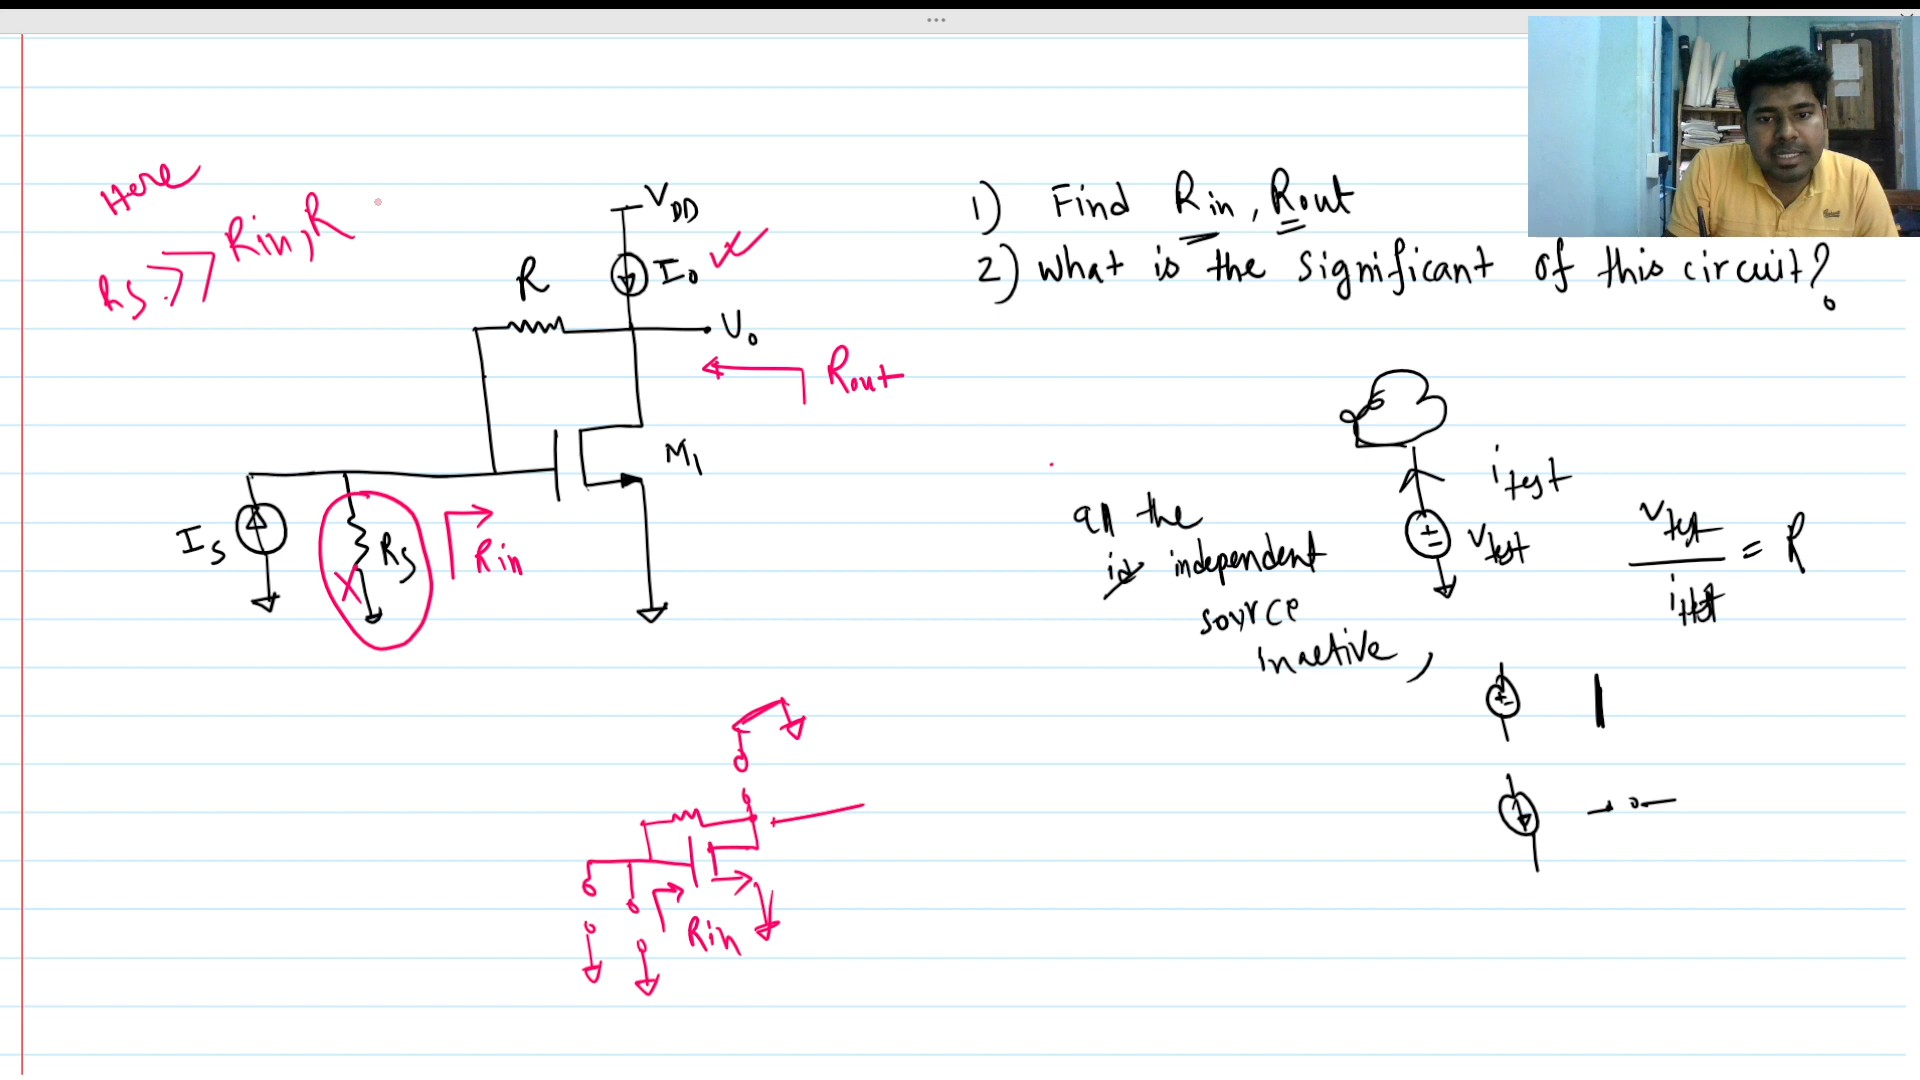 Here
Rs >> Rin, R
VDD
I0
R
V0
Rout
M1
Is
Rs
X
Rin
1) Find Rin, Rout
2) What is the significant of this circuit?
all the
independent
source
inactive,
itest
vtest
vtest / itest = R
Rin